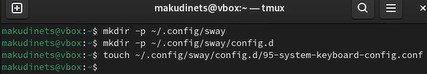 makudinets@vbox:~ — tmux
makudinets@vbox:~$ mkdir -p ~/.config/sway
makudinets@vbox:~$ mkdir -p ~/.config/sway/config.d
makudinets@vbox:~$ touch ~/.config/sway/config.d/95-system-keyboard-config.conf
makudinets@vbox:~$